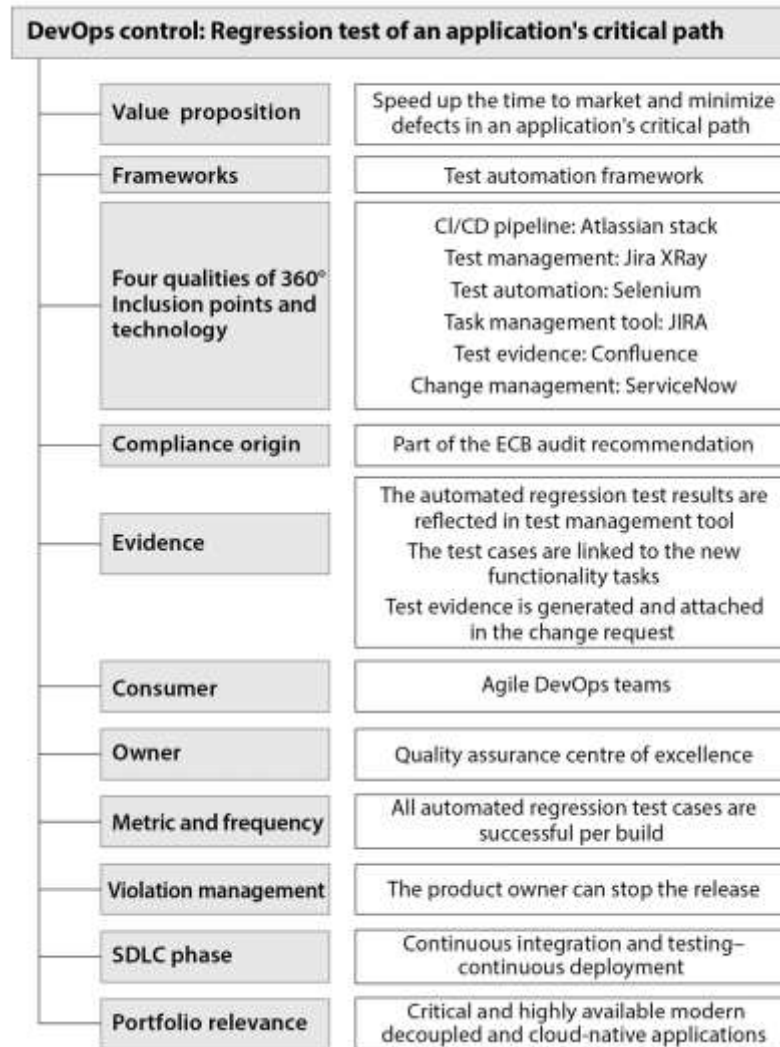 DevOps control: Regression test of an application's critical path
Value proposition
Speed up the time to market and minimize
defects in an application's critical path
Frameworks
Test automation framework
Four qualities of 360°
Inclusion points and
technology
CI/CD pipeline: Atlassian stack
Test management: Jira XRay
Test automation: Selenium
Task management tool: JIRA
Test evidence: Confluence
Change management: ServiceNow
Compliance origin
Part of the ECB audit recommendation
Evidence
The automated regression test results are
reflected in test management tool
The test cases are linked to the new
functionality tasks
Test evidence is generated and attached
in the change request
Consumer
Agile DevOps teams
Owner
Quality assurance centre of excellence
Metric and frequency
All automated regression test cases are
successful per build
Violation management
The product owner can stop the release
SDLC phase
Continuous integration and testing–
continuous deployment
Portfolio relevance
Critical and highly available modern
decoupled and cloud-native applications